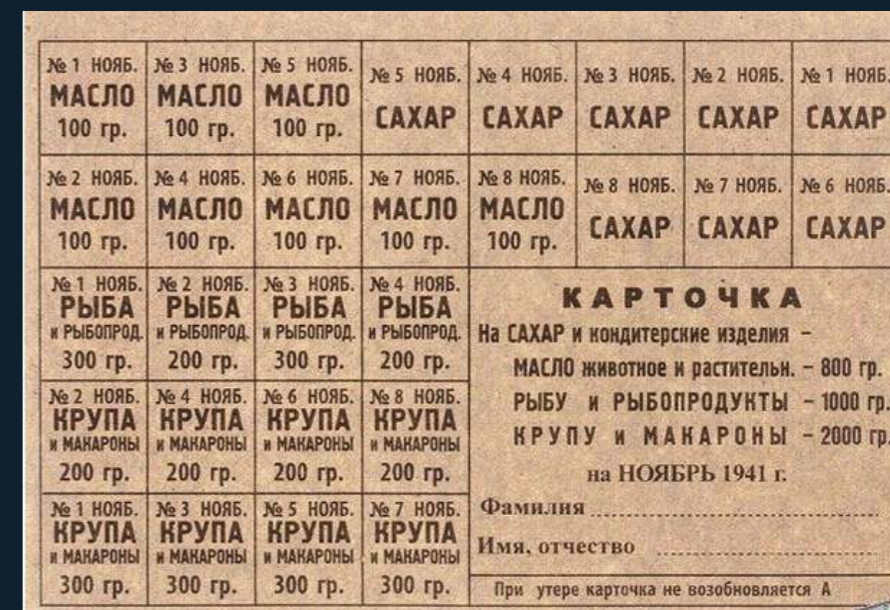 № 1 НОЯБ. № 3 НОЯБ. № 5 НОЯБ. № 5 НОЯБ. № 4 НОЯБ. № 3 НОЯБ. № 2 НОЯБ. № 1 НОЯБ.
МАСЛО МАСЛО МАСЛО САХАР САХАР САХАР САХАР САХАР
100 гр. 100 гр. 100 гр.
№ 2 НОЯБ. № 4 НОЯБ. № 6 НОЯБ. № 7 НОЯБ. № 8 НОЯБ. № 8 НОЯБ. № 7 НОЯБ. № 6 НОЯБ.
МАСЛО МАСЛО МАСЛО МАСЛО МАСЛО САХАР САХАР САХАР
100 гр. 100 гр. 100 гр. 100 гр. 100 гр.
№ 1 НОЯБ. № 2 НОЯБ. № 3 НОЯБ. № 4 НОЯБ.
РЫБА РЫБА РЫБА РЫБА
и РЫБОПРОД. и РЫБОПРОД. и РЫБОПРОД. и РЫБОПРОД.
300 гр. 200 гр. 300 гр. 200 гр.
№ 2 НОЯБ. № 4 НОЯБ. № 6 НОЯБ. № 8 НОЯБ.
КРУПА КРУПА КРУПА КРУПА
и МАКАРОНЫ и МАКАРОНЫ и МАКАРОНЫ и МАКАРОНЫ
200 гр. 200 гр. 200 гр. 200 гр.
№ 1 НОЯБ. № 3 НОЯБ. № 5 НОЯБ. № 7 НОЯБ.
КРУПА КРУПА КРУПА КРУПА
и МАКАРОНЫ и МАКАРОНЫ и МАКАРОНЫ и МАКАРОНЫ
300 гр. 300 гр. 300 гр. 300 гр.
КАРТОЧКА
На САХАР и кондитерские изделия –
МАСЛО животное и растительн. – 800 гр.
РЫБУ и РЫБОПРОДУКТЫ – 1000 гр.
КРУПУ и МАКАРОНЫ – 2000 гр.
на НОЯБРЬ 1941 г.
Фамилия
Имя, отчество
При утере карточка не возобновляется А